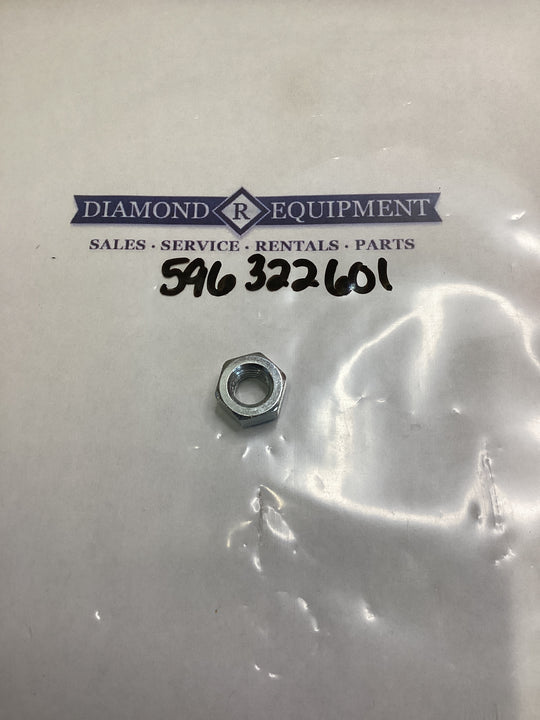 DIAMOND R EQUIPMENT
SALES · SERVICE · RENTALS · PARTS
596322601